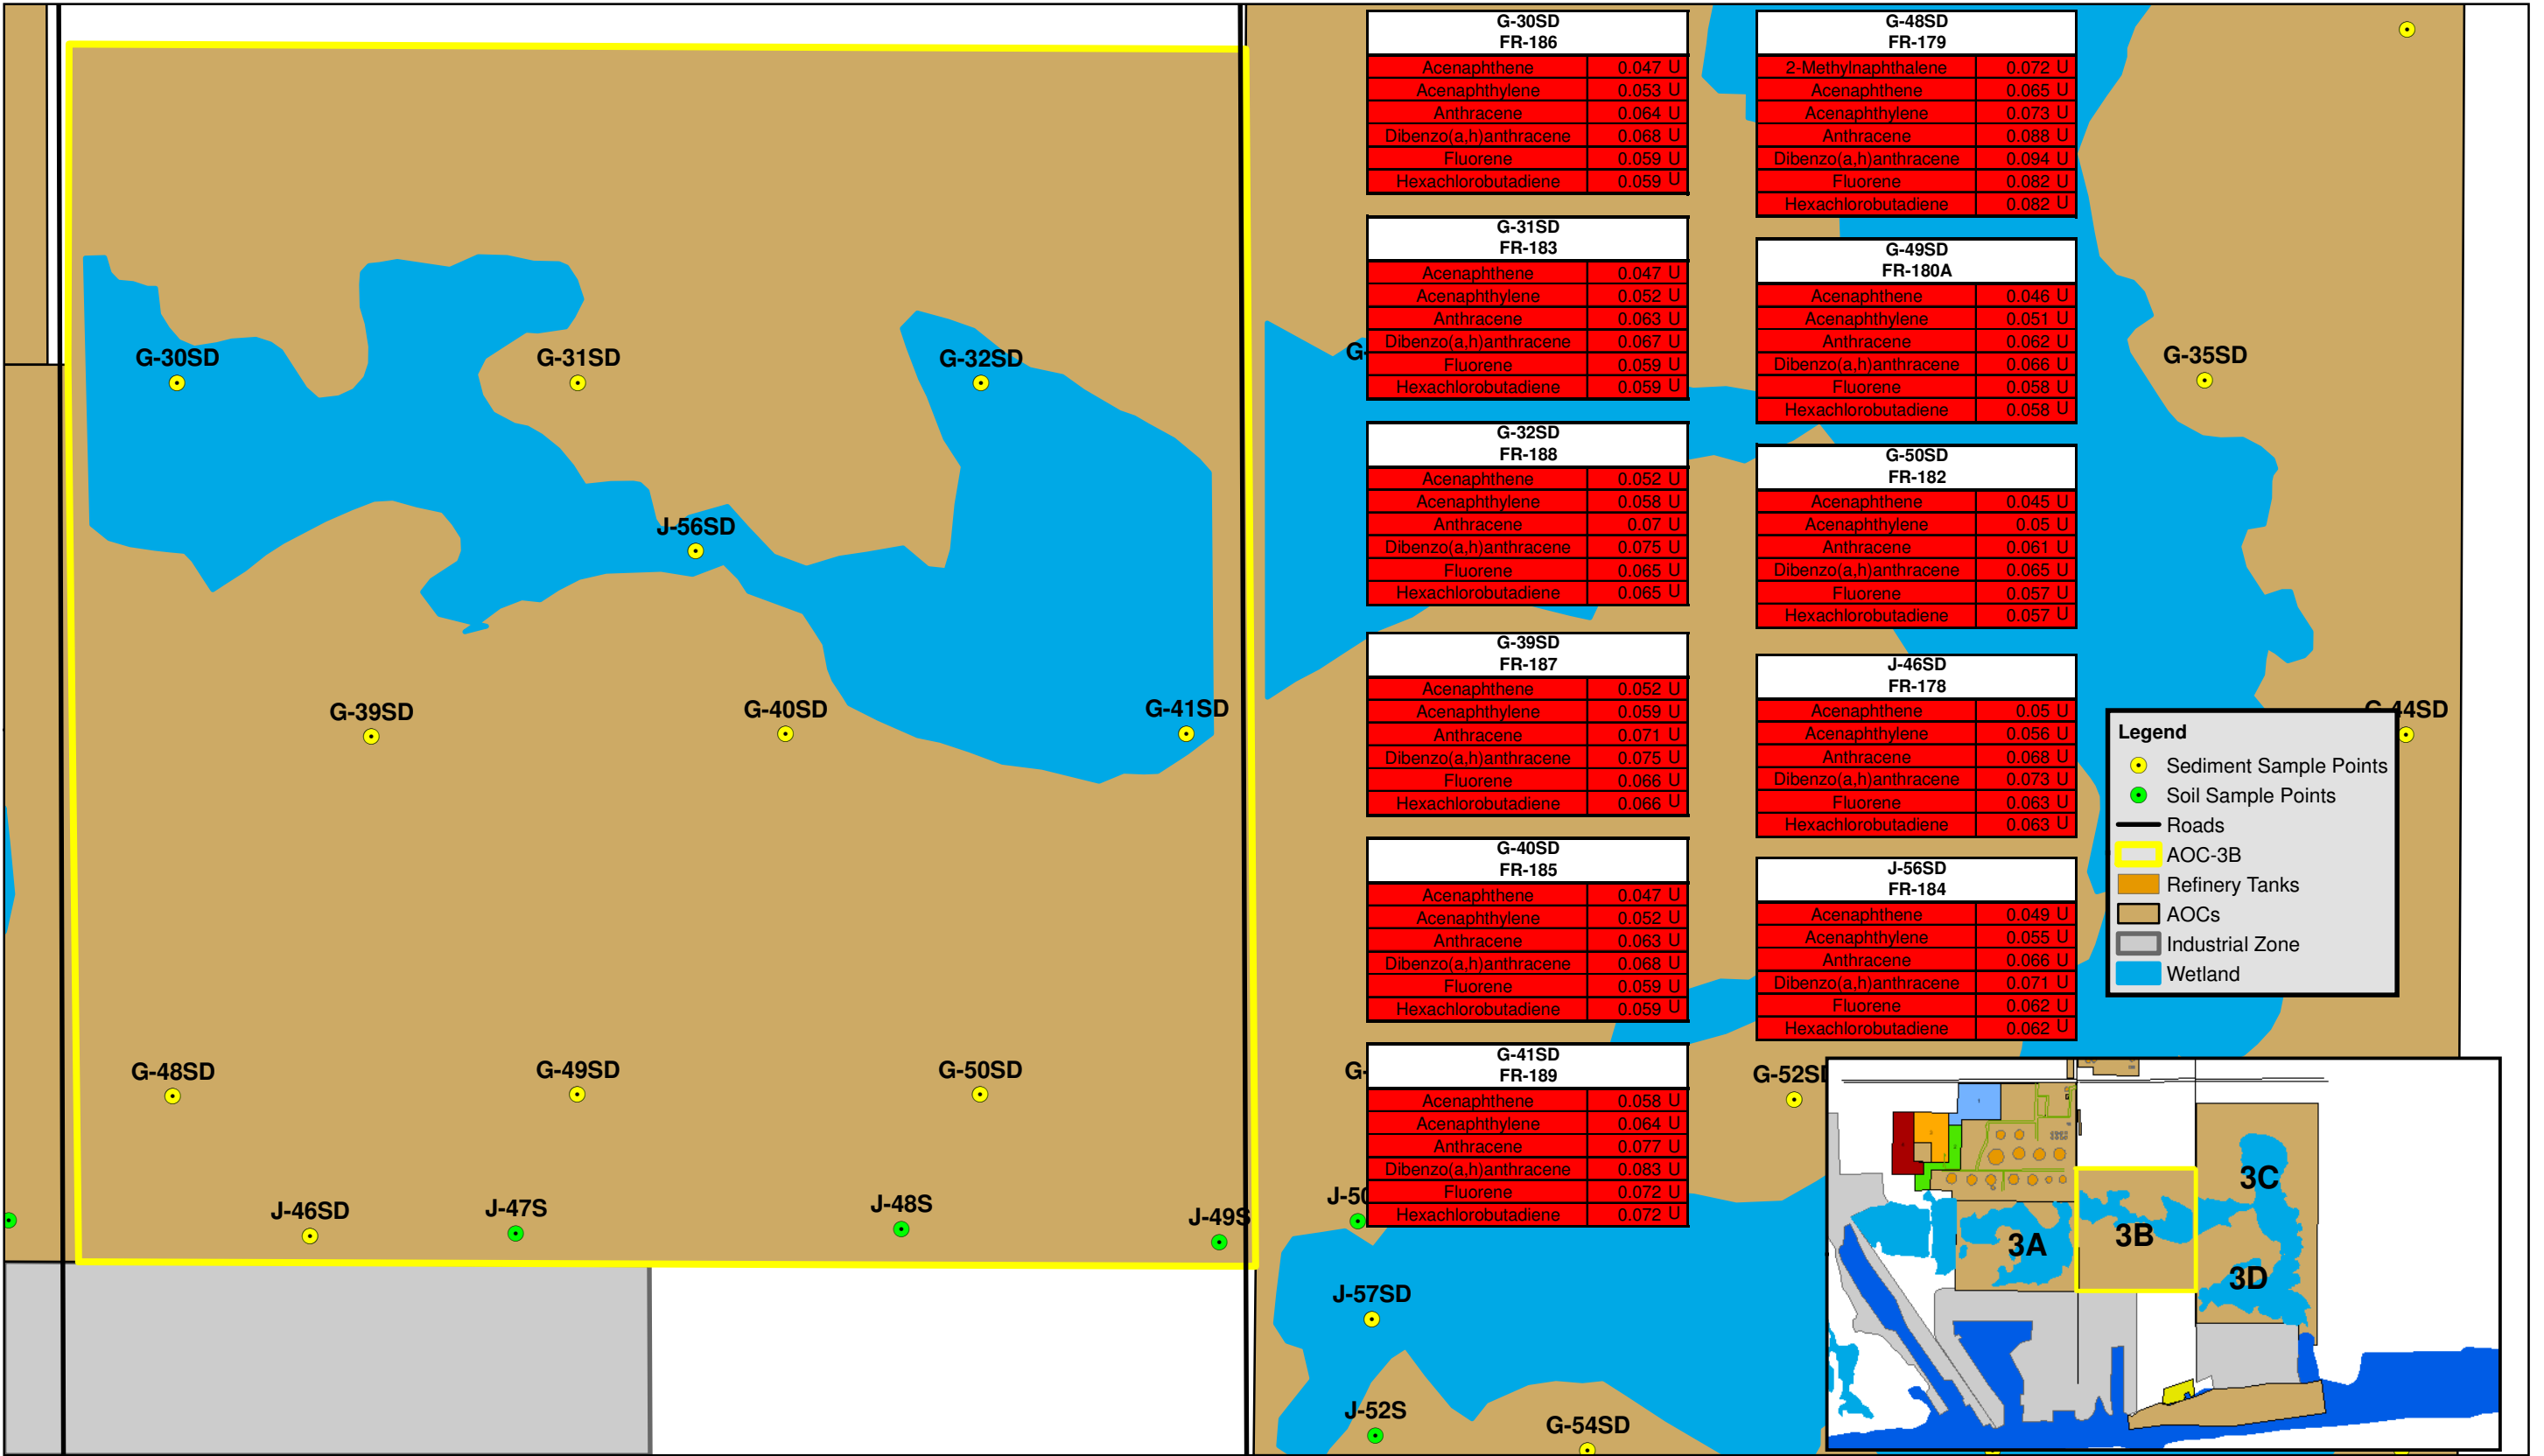 G-30SD
G-31SD
G-32SD
J-56SD
G-39SD
G-40SD
G-41SD
G-48SD
G-49SD
G-50SD
J-46SD
J-47S
J-48S
J-49S
G-30SD
FR-186
Acenaphthene 0.047 U
Acenaphthylene 0.053 U
Anthracene 0.064 U
Dibenzo(a,h)anthracene 0.068 U
Fluorene 0.059 U
Hexachlorobutadiene 0.059 U
G-31SD
FR-183
Acenaphthene 0.047 U
Acenaphthylene 0.052 U
Anthracene 0.063 U
Dibenzo(a,h)anthracene 0.067 U
Fluorene 0.059 U
Hexachlorobutadiene 0.059 U
G-
G-32SD
FR-188
Acenaphthene 0.052 U
Acenaphthylene 0.058 U
Anthracene 0.07 U
Dibenzo(a,h)anthracene 0.075 U
Fluorene 0.065 U
Hexachlorobutadiene 0.065 U
G-39SD
FR-187
Acenaphthene 0.052 U
Acenaphthylene 0.059 U
Anthracene 0.071 U
Dibenzo(a,h)anthracene 0.075 U
Fluorene 0.066 U
Hexachlorobutadiene 0.066 U
G-40SD
FR-185
Acenaphthene 0.047 U
Acenaphthylene 0.052 U
Anthracene 0.063 U
Dibenzo(a,h)anthracene 0.068 U
Fluorene 0.059 U
Hexachlorobutadiene 0.059 U
G-
G-41SD
FR-189
Acenaphthene 0.058 U
Acenaphthylene 0.064 U
Anthracene 0.077 U
Dibenzo(a,h)anthracene 0.083 U
Fluorene 0.072 U
Hexachlorobutadiene 0.072 U
J-50
J-57SD
J-52S
G-54SD
G-48SD
FR-179
2-Methylnaphthalene 0.072 U
Acenaphthene 0.065 U
Acenaphthylene 0.073 U
Anthracene 0.088 U
Dibenzo(a,h)anthracene 0.094 U
Fluorene 0.082 U
Hexachlorobutadiene 0.082 U
G-49SD
FR-180A
Acenaphthene 0.046 U
Acenaphthylene 0.051 U
Anthracene 0.062 U
Dibenzo(a,h)anthracene 0.066 U
Fluorene 0.058 U
Hexachlorobutadiene 0.058 U
G-50SD
FR-182
Acenaphthene 0.045 U
Acenaphthylene 0.05 U
Anthracene 0.061 U
Dibenzo(a,h)anthracene 0.065 U
Fluorene 0.057 U
Hexachlorobutadiene 0.057 U
J-46SD
FR-178
Acenaphthene 0.05 U
Acenaphthylene 0.056 U
Anthracene 0.068 U
Dibenzo(a,h)anthracene 0.073 U
Fluorene 0.063 U
Hexachlorobutadiene 0.063 U
J-56SD
FR-184
Acenaphthene 0.049 U
Acenaphthylene 0.055 U
Anthracene 0.066 U
Dibenzo(a,h)anthracene 0.071 U
Fluorene 0.062 U
Hexachlorobutadiene 0.062 U
G-52SD
G-35SD
44SD
Legend
Sediment Sample Points
Soil Sample Points
Roads
AOC-3B
Refinery Tanks
AOCs
Industrial Zone
Wetland
3A
3B
3C
3D